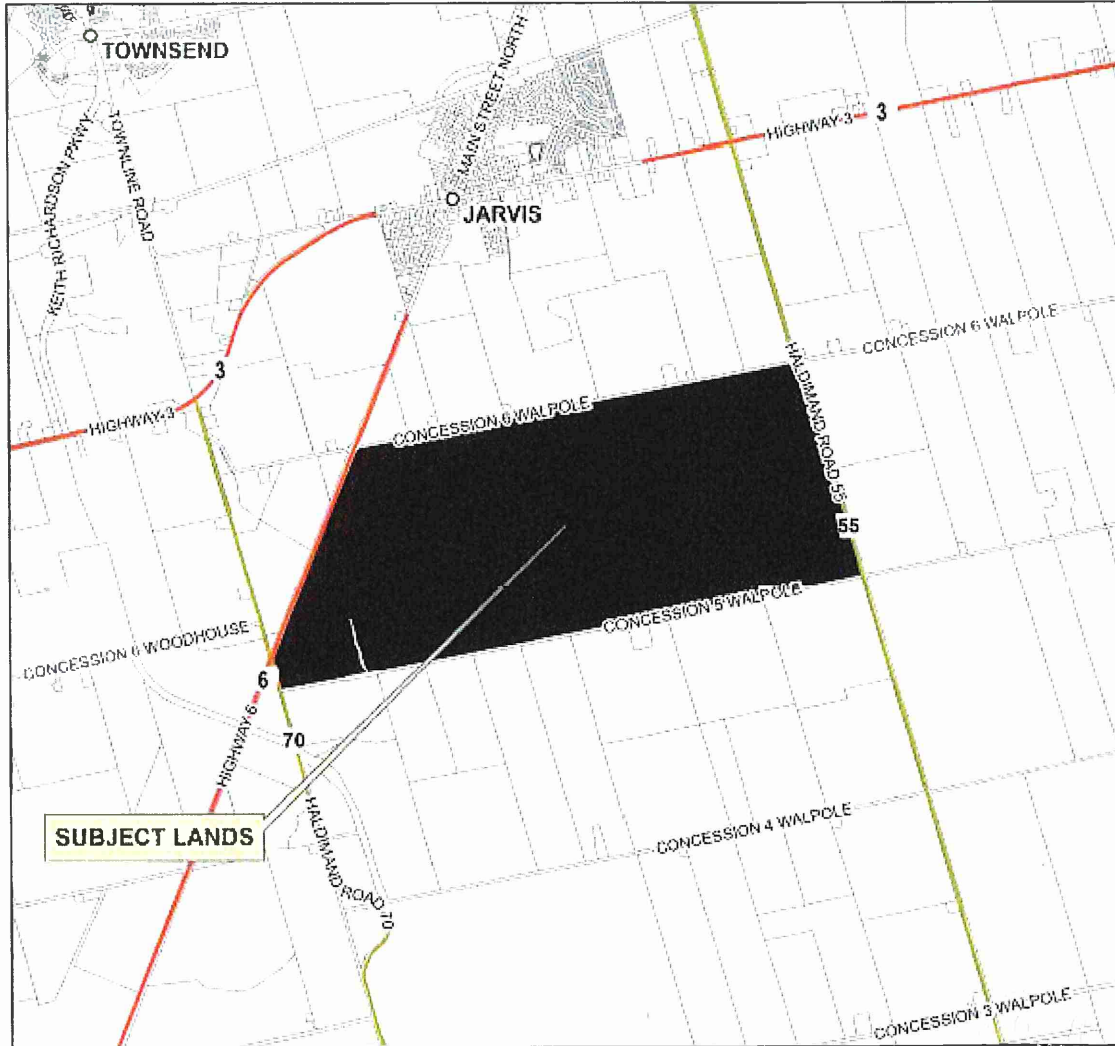 TOWNSEND
MAIN STREET NORTH
KEITH RICHARDSON PKWY
TOWNLINE ROAD
HIGHWAY-3
3
JARVIS
CONCESSION 6 WALPOLE
HALDIMAND ROAD 55
3
HIGHWAY-3
CONCESSION 6 WALPOLE
55
CONCESSION 5 WALPOLE
CONCESSION 6 WOODHOUSE
6
HIGHWAY-6
70
SUBJECT LANDS
HALDIMAND ROAD 70
CONCESSION 4 WALPOLE
CONCESSION 3 WALPOLE